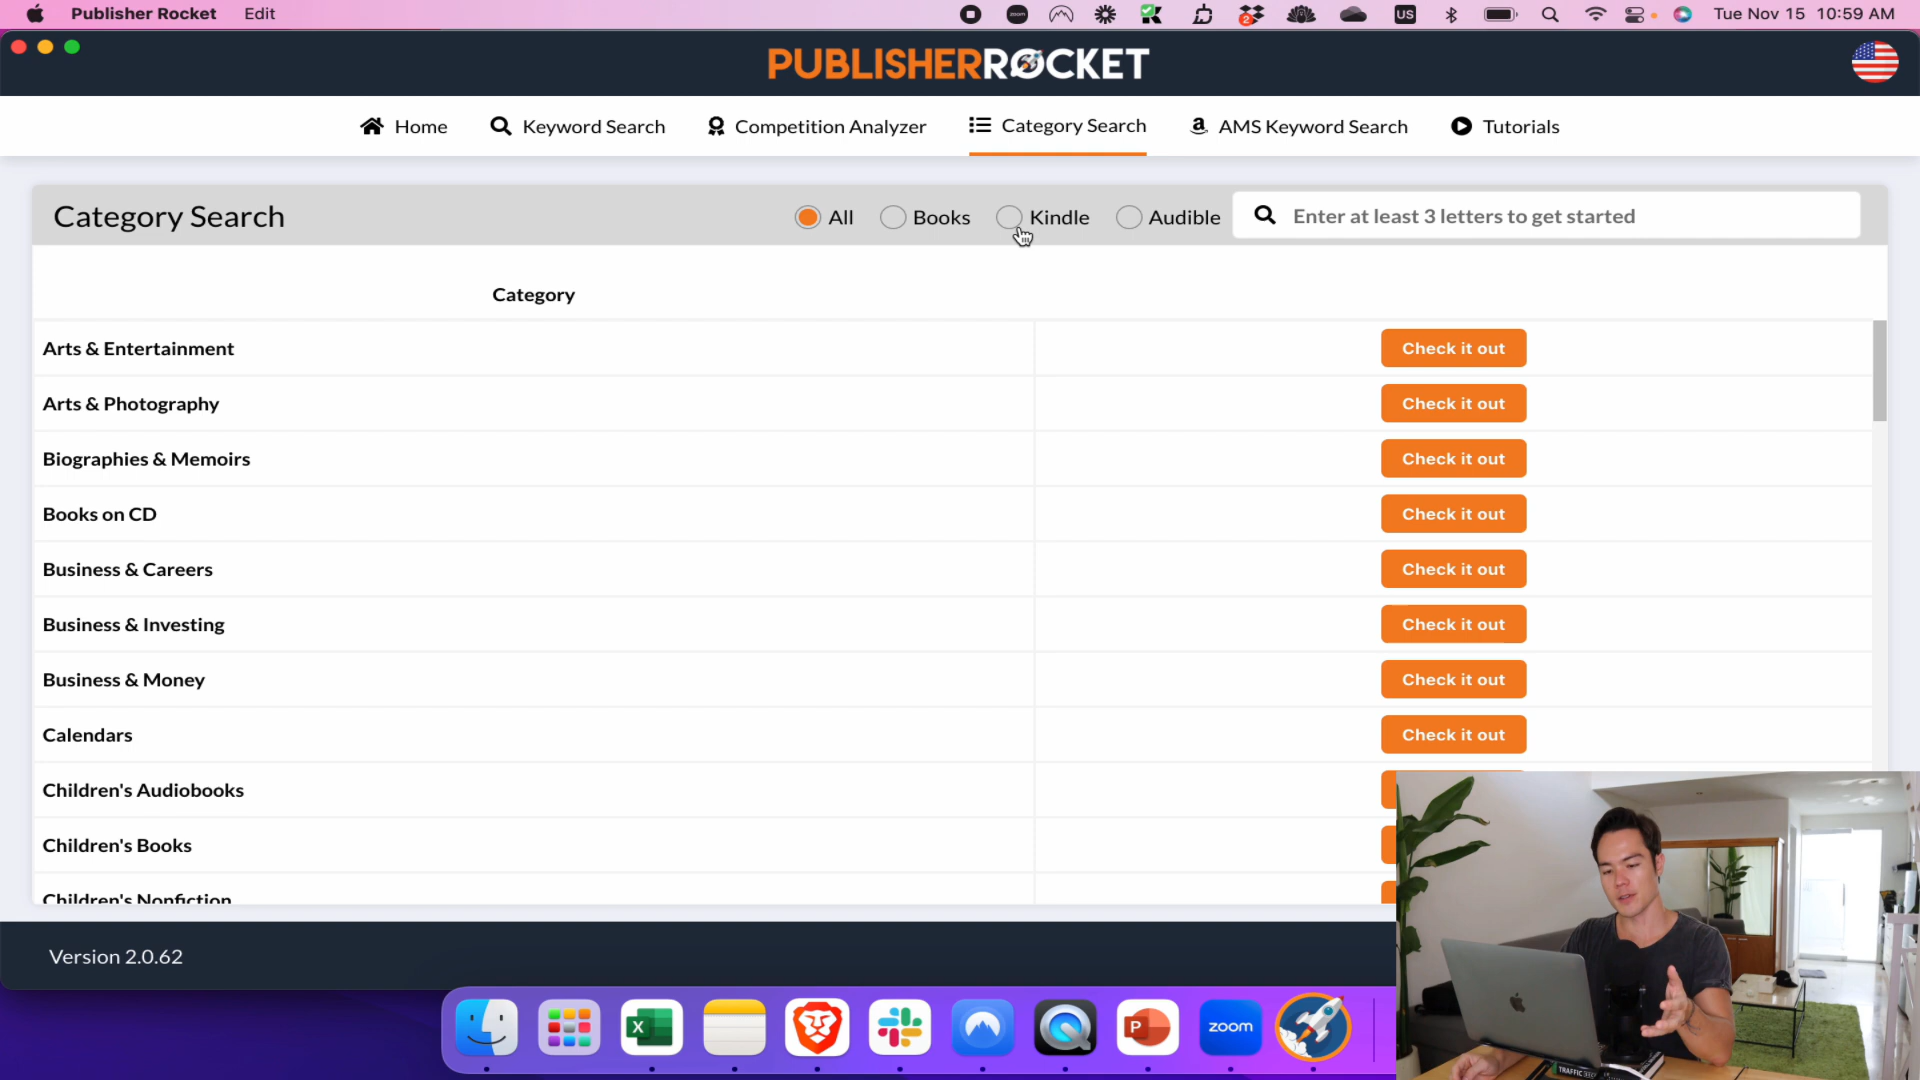 Publisher Rocket Edit
2
US
Tue Nov 15 10:59 AM
PUBLISHERROCKET
Home
Keyword Search
Competition Analyzer
Category Search
AMS Keyword Search
Tutorials
Category Search
All
Books
Kindle
Audible
Enter at least 3 letters to get started
Category
Arts & Entertainment
Check it out
Arts & Photography
Check it out
Biographies & Memoirs
Check it out
Books on CD
Check it out
Business & Careers
Check it out
Business & Investing
Check it out
Business & Money
Check it out
Calendars
Check it out
Children's Audiobooks
Children's Books
Children's Nonfiction
Version 2.0.62
X
P
zoom
TRAFFIC